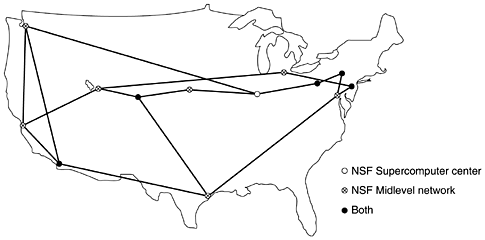 NSF Supercomputer center
NSF Midlevel network
Both